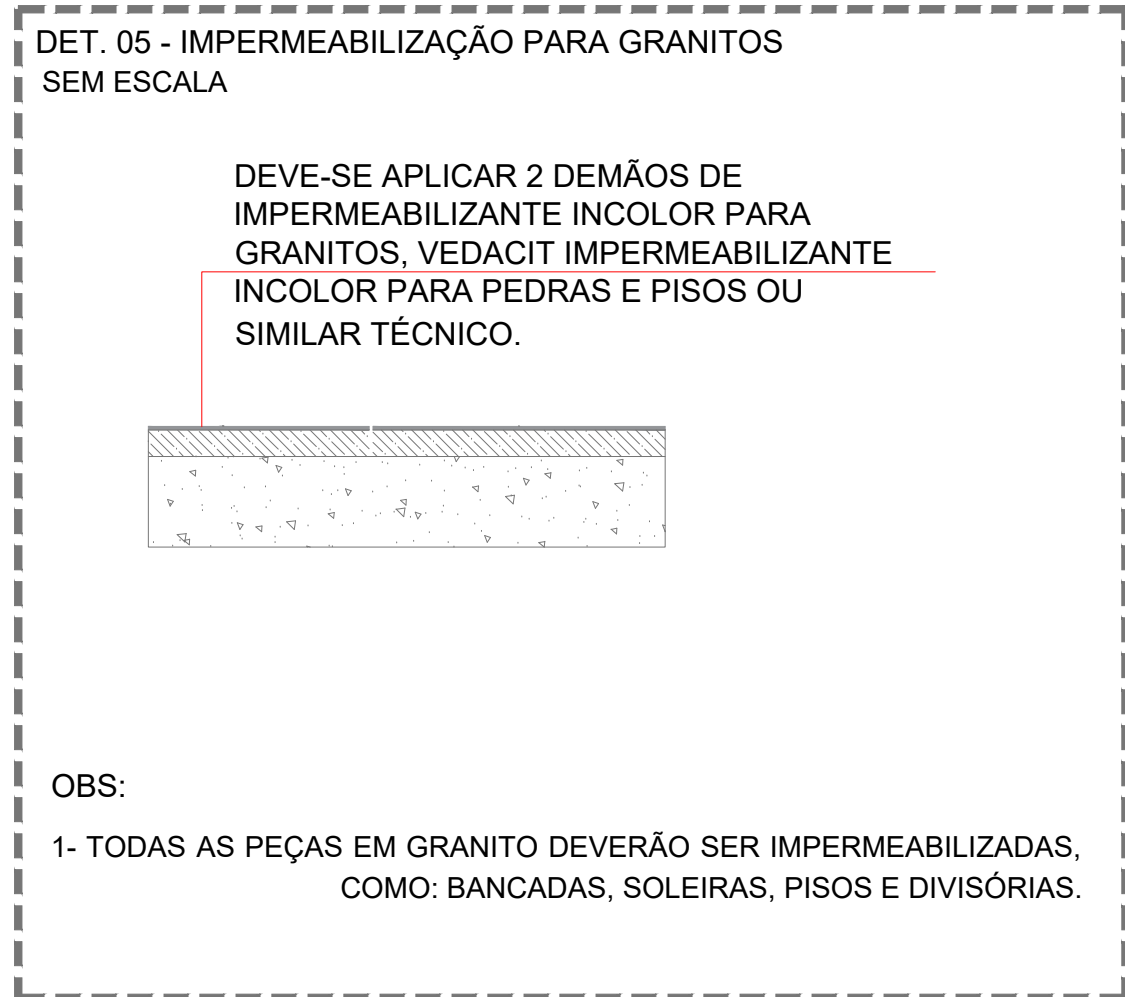 DET. 05 - IMPERMEABILIZAÇÃO PARA GRANITOS
SEM ESCALA
DEVE-SE APLICAR 2 DEMÃOS DE
IMPERMEABILIZANTE INCOLOR PARA
GRANITOS, VEDACIT IMPERMEABILIZANTE
INCOLOR PARA PEDRAS E PISOS OU
SIMILAR TÉCNICO.
OBS:
1- TODAS AS PEÇAS EM GRANITO DEVERÃO SER IMPERMEABILIZADAS,
COMO: BANCADAS, SOLEIRAS, PISOS E DIVISÓRIAS.